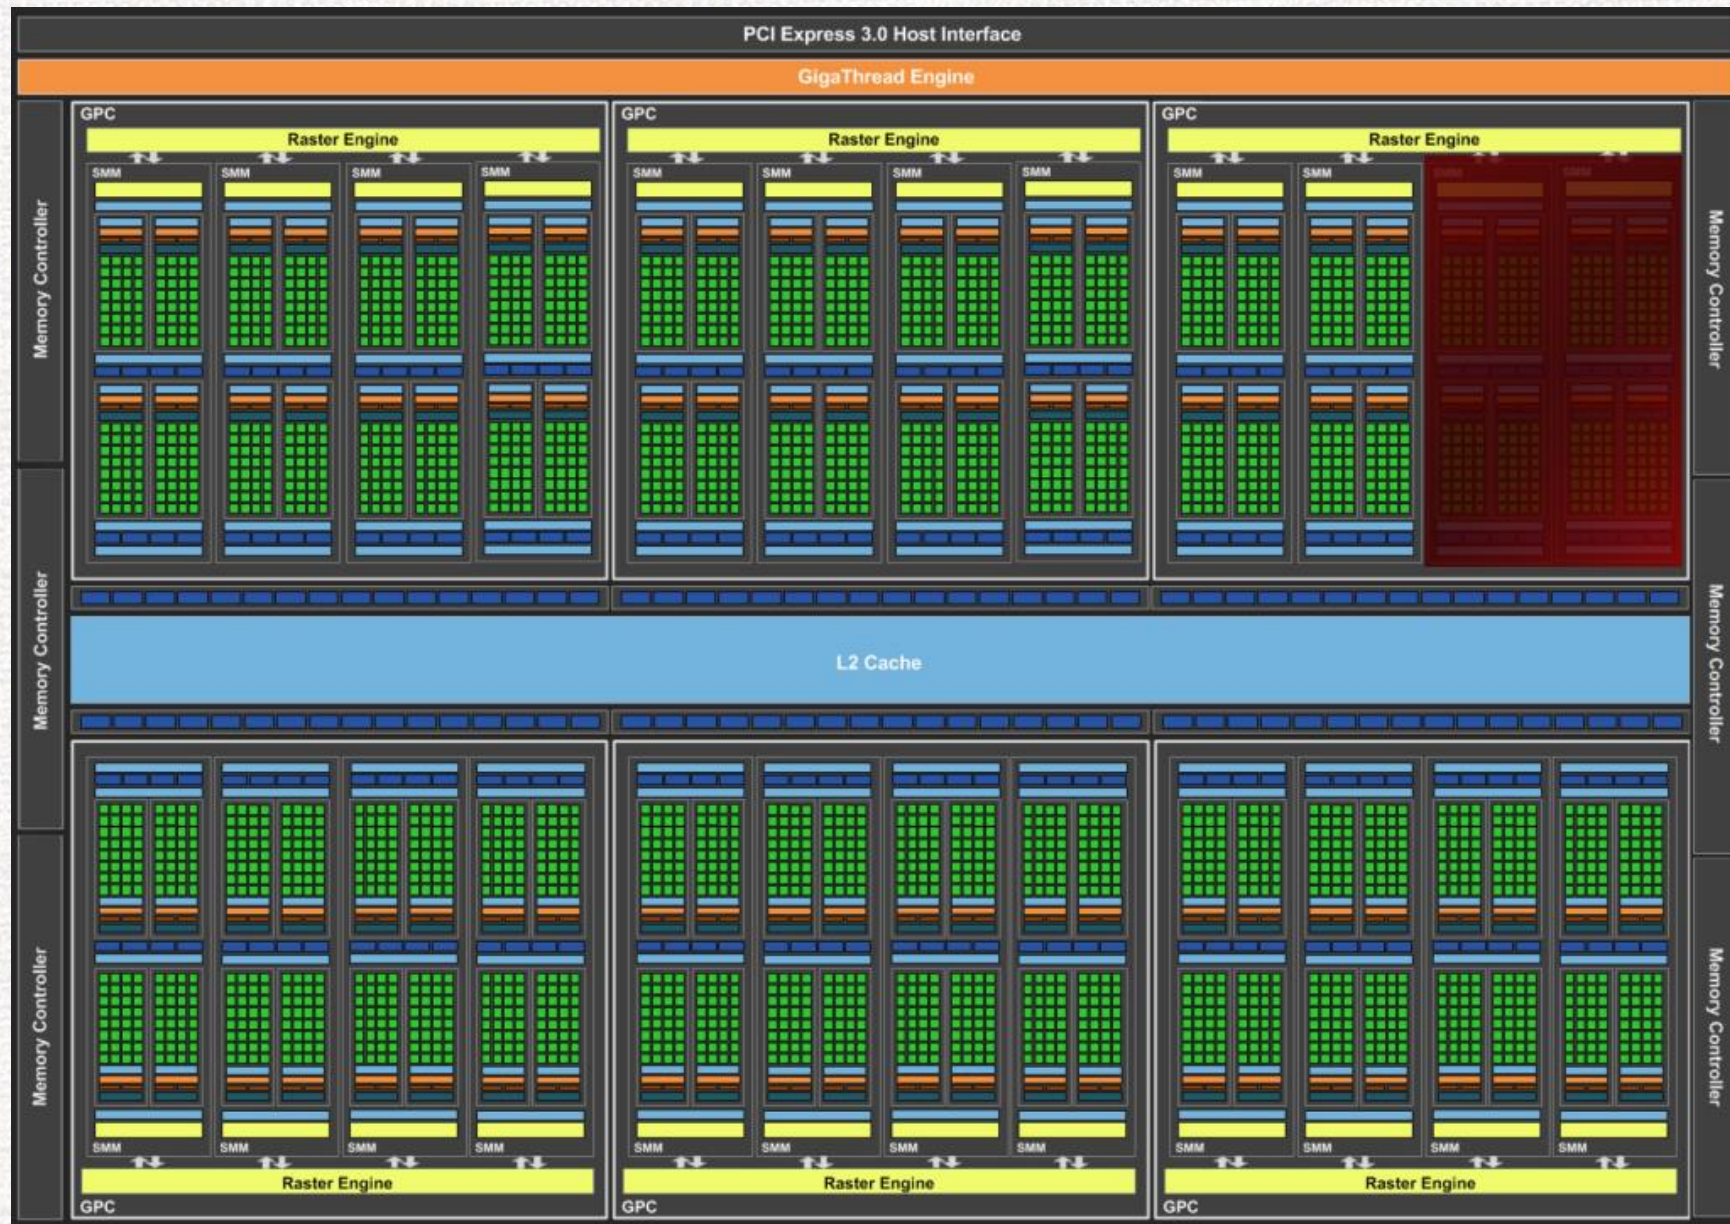 PCI Express 3.0 Host Interface
GigaThread Engine
Memory Controller
Memory Controller
Memory Controller
GPC
Raster Engine
SMM
SMM
SMM
SMM
GPC
Raster Engine
SMM
SMM
SMM
SMM
GPC
Raster Engine
SMM
SMM
SMM
SMM
Memory Controller
Memory Controller
Memory Controller
L2 Cache
SMM
SMM
SMM
SMM
Raster Engine
GPC
SMM
SMM
SMM
SMM
Raster Engine
GPC
SMM
SMM
SMM
SMM
Raster Engine
GPC